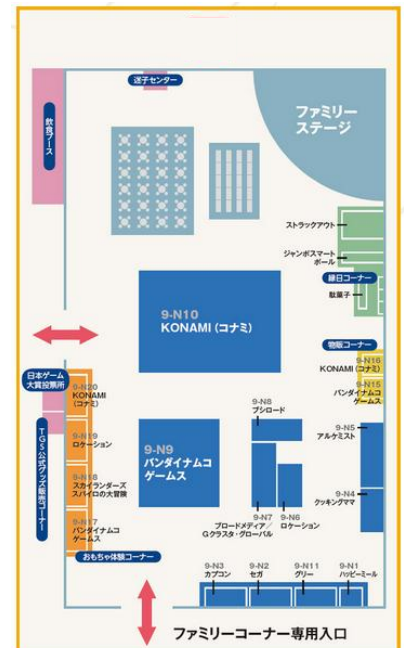 迷子センター
飲食ブース
ファミリー
ステージ
ストラックアウト
ジャンボスマート
ボール
縁日コーナー
駄菓子
9-N10
KONAMI（コナミ）
物販コーナー
9-N16
KONAMI（コナミ）
9-N15
バンダイナムコ
ゲームス
日本ゲーム
大賞投票所
9-N20
KONAMI
（コナミ）
TGS公式グッズ販売コーナー
9-N19
ロケーション
9-N18
スカイランダーズ
スパイロの大冒険
9-N17
バンダイナムコ
ゲームス
おもちゃ体験コーナー
9-N9
バンダイナムコ
ゲームス
9-N8
ブシロード
9-N5
アルケミスト
9-N4
クッキングママ
9-N7
ブロードメディア／
Gクラスタ・グローバル
9-N6
ロケーション
9-N3
カプコン
9-N2
セガ
9-N11
グリー
9-N1
ハッピーミール
ファミリーコーナー専用入口